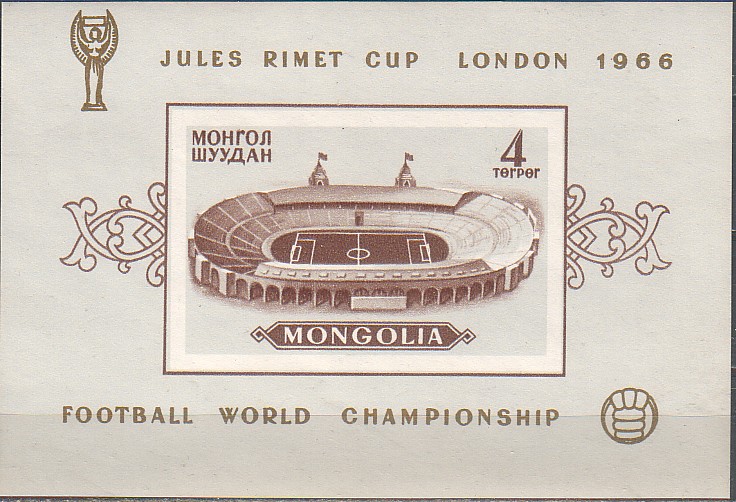 JULES RIMET CUP LONDON 1966
МОНГОЛ
ШУУДАН
4
ТӨГРӨГ
MONGOLIA
FOOTBALL WORLD CHAMPIONSHIP